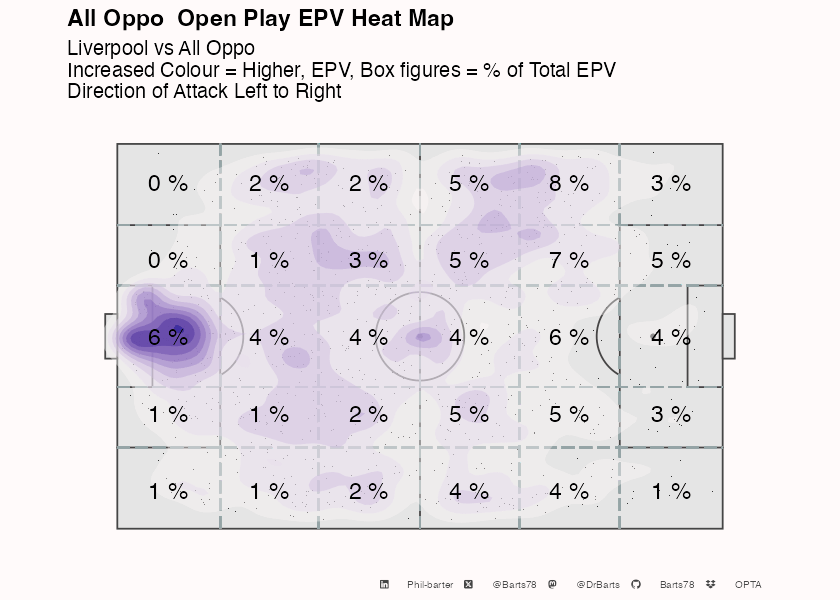 All Oppo  Open Play EPV Heat Map
Liverpool vs All Oppo
Increased Colour = Higher, EPV, Box figures = % of Total EPV
Direction of Attack Left to Right
0 % 2 % 2 % 5 % 8 % 3 %
0 % 1 % 3 % 5 % 7 % 5 %
6 % 4 % 4 % 4 % 6 % 4 %
1 % 1 % 2 % 5 % 5 % 3 %
1 % 1 % 2 % 4 % 4 % 1 %
Phil-barter @Barts78 @DrBarts Barts78 OPTA